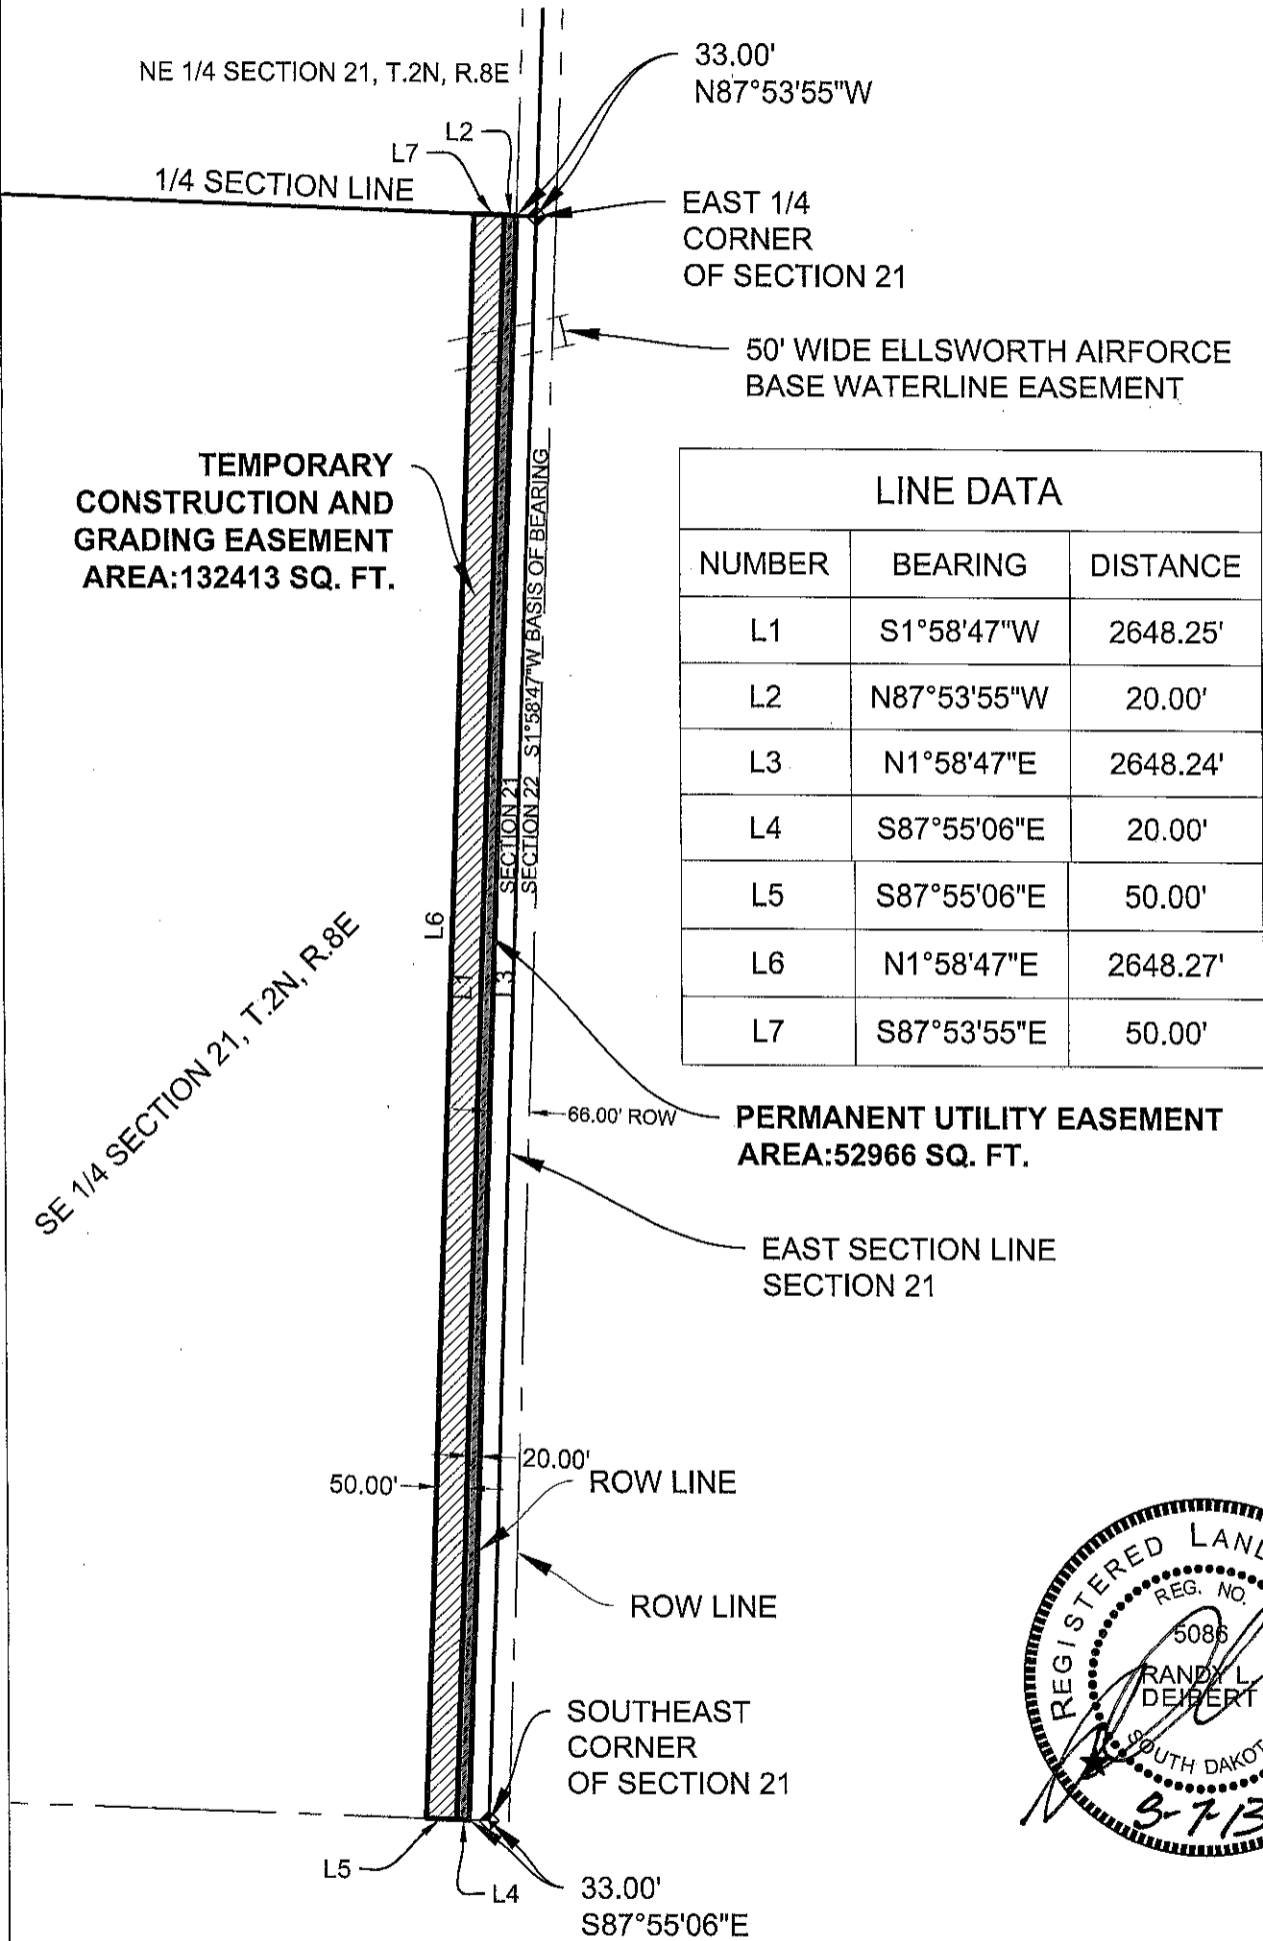 NE 1/4 SECTION 21, T.2N, R.8E
33.00'
N87°53'55"W
L2
L7
1/4 SECTION LINE
EAST 1/4
CORNER
OF SECTION 21
50' WIDE ELLSWORTH AIRFORCE
BASE WATERLINE EASEMENT
TEMPORARY
CONSTRUCTION AND
GRADING EASEMENT
AREA:132413 SQ. FT.
SECTION 21
SECTION 22 S1°58'47"W BASIS OF BEARING
LINE DATA
NUMBER BEARING DISTANCE
L1 S1°58'47"W 2648.25'
L2 N87°53'55"W 20.00'
L3 N1°58'47"E 2648.24'
L4 S87°55'06"E 20.00'
L5 S87°55'06"E 50.00'
L6 N1°58'47"E 2648.27'
L7 S87°53'55"E 50.00'
L6
L1
L3
SE 1/4 SECTION 21, T.2N, R.8E
66.00' ROW
PERMANENT UTILITY EASEMENT
AREA:52966 SQ. FT.
EAST SECTION LINE
SECTION 21
20.00'
50.00'
ROW LINE
ROW LINE
SOUTHEAST
CORNER
OF SECTION 21
L5
L4
33.00'
S87°55'06"E
REGISTERED LAND
REG. NO.
5086
RANDY L.
DEIBERT
SOUTH DAKOT